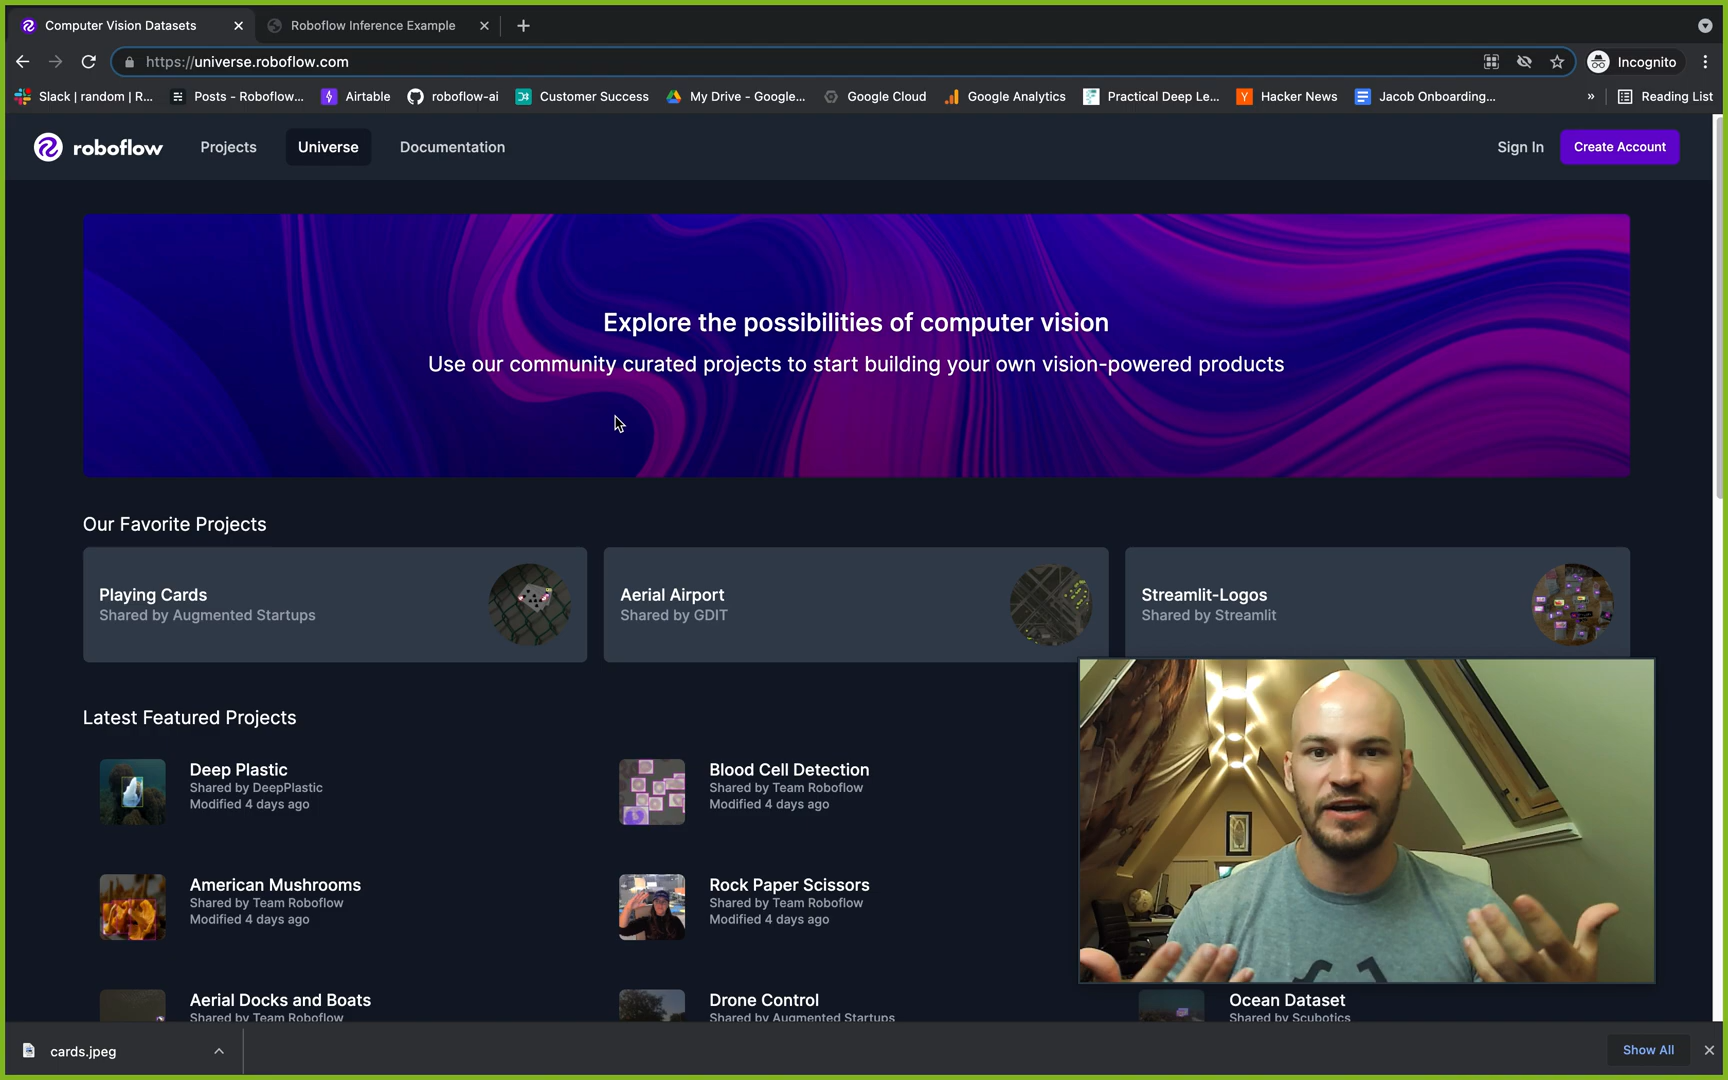 Computer Vision Datasets
Roboflow Inference Example
https://universe.roboflow.com
Incognito
Slack | random | R...
Posts - Roboflow...
Airtable
roboflow-ai
Customer Success
My Drive - Google...
Google Cloud
Google Analytics
Practical Deep Le...
Hacker News
Jacob Onboarding...
»
Reading List
roboflow
Projects
Universe
Documentation
Sign In
Create Account
Explore the possibilities of computer vision
Use our community curated projects to start building your own vision-powered products
Our Favorite Projects
Playing Cards
Shared by Augmented Startups
Aerial Airport
Shared by GDIT
Streamlit-Logos
Shared by Streamlit
Latest Featured Projects
Deep Plastic
Shared by DeepPlastic
Modified 4 days ago
Blood Cell Detection
Shared by Team Roboflow
Modified 4 days ago
American Mushrooms
Shared by Team Roboflow
Modified 4 days ago
Rock Paper Scissors
Shared by Team Roboflow
Modified 4 days ago
Aerial Docks and Boats
Shared by Team Roboflow
Drone Control
Shared by Augmented Startups
Ocean Dataset
Shared by Scubotics
cards.jpeg
Show All